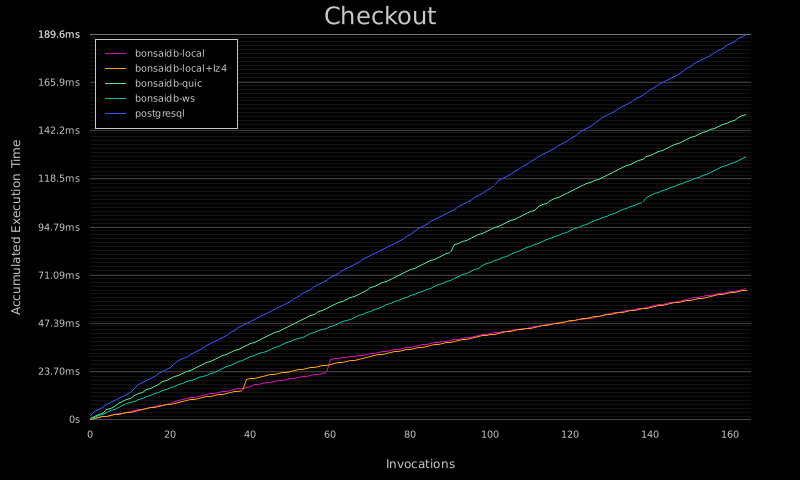 Checkout
189.6ms
165.9ms
142.2ms
118.5ms
94.79ms
71.09ms
47.39ms
23.70ms
0s
bonsaidb-local
bonsaidb-local+lz4
bonsaidb-quic
bonsaidb-ws
postgresql
Accumulated Execution Time
0 20 40 60 80 100 120 140 160
Invocations